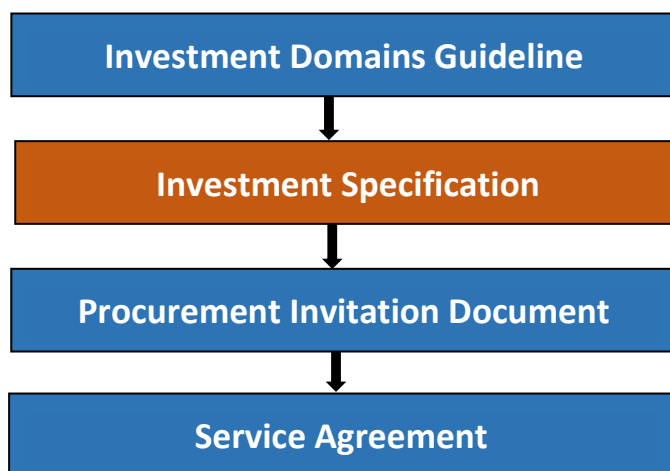 Investment Domains Guideline
Investment Specification
Procurement Invitation Document
Service Agreement